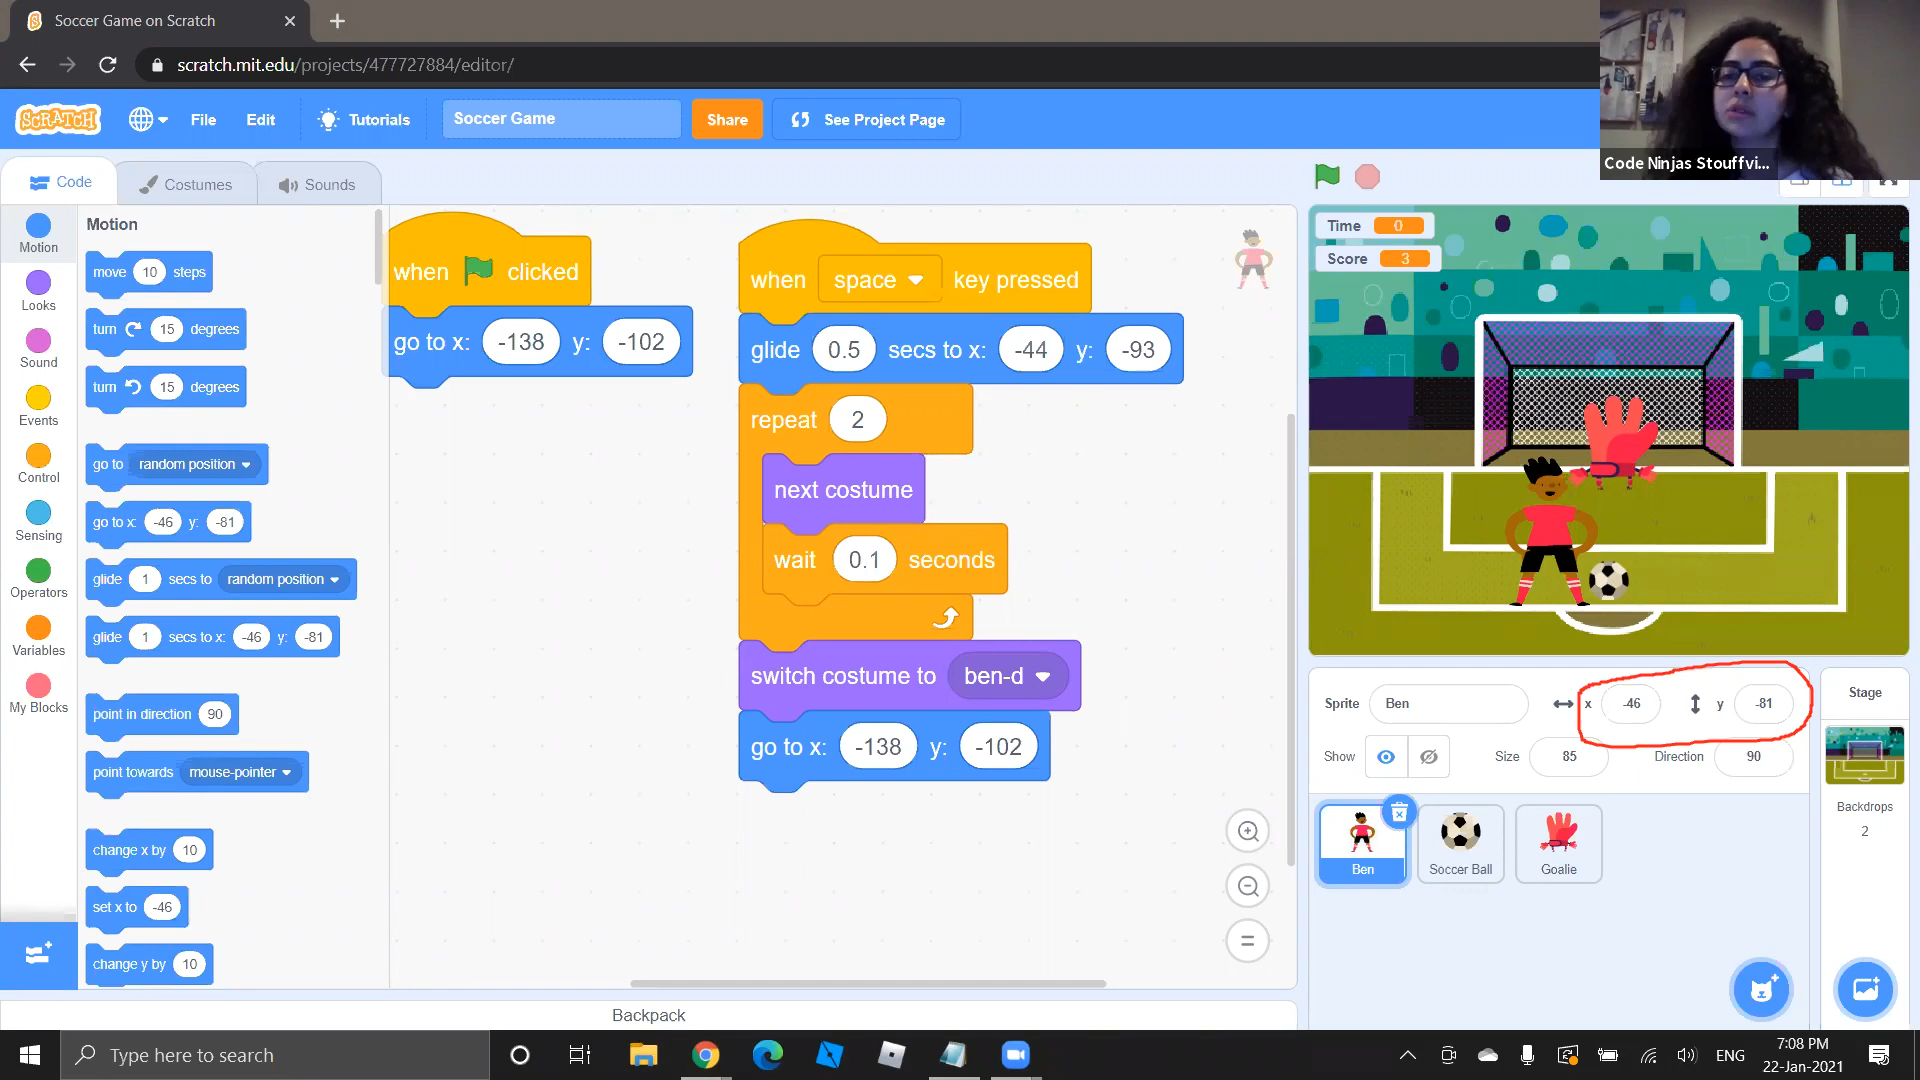 Soccer Game on Scratch
scratch.mit.edu/projects/477727884/editor/
SCRATCH
File
Edit
Tutorials
Soccer Game
Share
See Project Page
Code Ninjas Stouffvi...
Code
Costumes
Sounds
Motion
Looks
Sound
Events
Control
Sensing
Operators
Variables
My Blocks
Motion
move 10 steps
turn 15 degrees
turn 15 degrees
go to random position
go to x: -46 y: -81
glide 1 secs to random position
glide 1 secs to x: -46 y: -81
point in direction 90
point towards mouse-pointer
change x by 10
set x to -46
change y by 10
when clicked
go to x: -138 y: -102
when space key pressed
glide 0.5 secs to x: -44 y: -93
repeat 2
next costume
wait 0.1 seconds
switch costume to ben-d
go to x: -138 y: -102
Time 0
Score 3
Sprite Ben x -46 y -81
Show Size 85 Direction 90
Ben
Soccer Ball
Goalie
Stage
Backdrops
2
Backpack
Type here to search
ENG
7:08 PM
22-Jan-2021